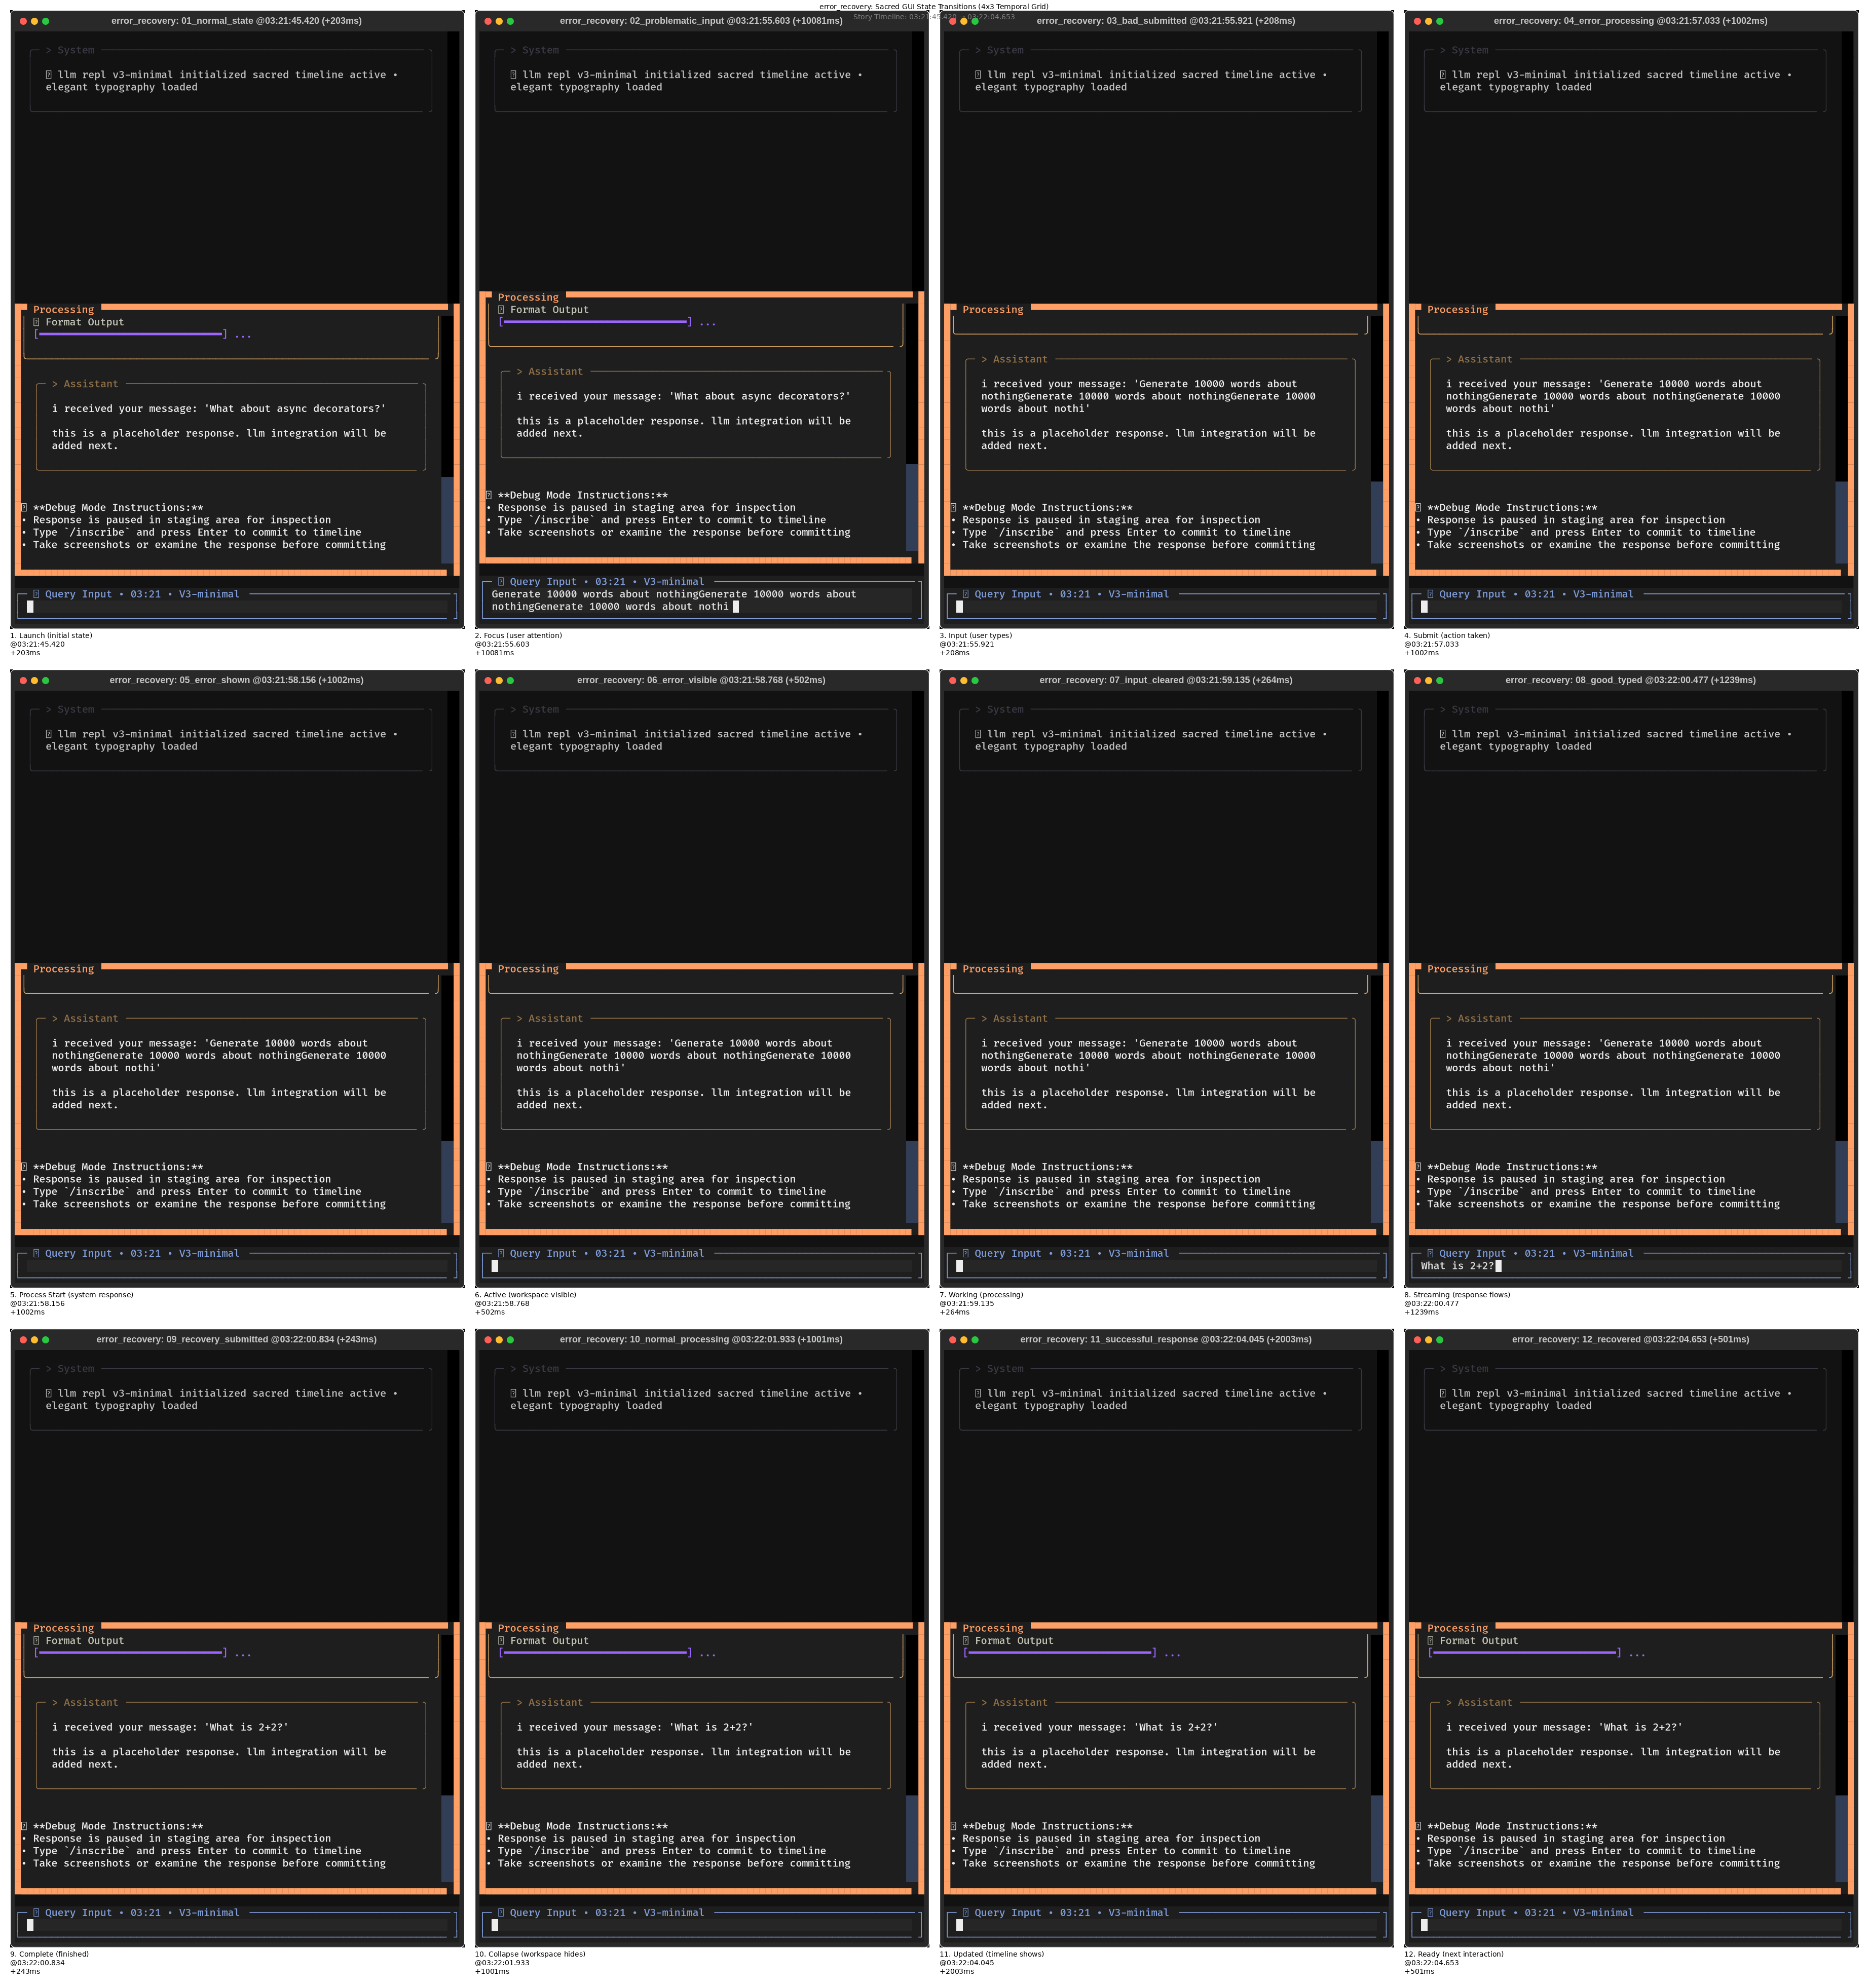 error_recovery: Sacred GUI State Transitions (4x3 Temporal Grid)
Story Timeline: 03:21:45.420 03:22:04.653
error_recovery: 01_normal_state @03:21:45.420 (+203ms)
> System
llm repl v3-minimal initialized sacred timeline active •
elegant typography loaded
Processing
Format Output
[━━━━━━━━━━━━━━━━━━━━━━━━━━━━━━] ...
> Assistant
i received your message: 'What about async decorators?'
this is a placeholder response. llm integration will be
added next.
**Debug Mode Instructions:**
• Response is paused in staging area for inspection
• Type `/inscribe` and press Enter to commit to timeline
• Take screenshots or examine the response before committing
Query Input • 03:21 • V3-minimal
1. Launch (initial state)
@03:21:45.420
+203ms
error_recovery: 02_problematic_input @03:21:55.603 (+10081ms)
> System
llm repl v3-minimal initialized sacred timeline active •
elegant typography loaded
Processing
Format Output
[━━━━━━━━━━━━━━━━━━━━━━━━━━━━━━] ...
> Assistant
i received your message: 'What about async decorators?'
this is a placeholder response. llm integration will be
added next.
**Debug Mode Instructions:**
• Response is paused in staging area for inspection
• Type `/inscribe` and press Enter to commit to timeline
• Take screenshots or examine the response before committing
Query Input • 03:21 • V3-minimal
Generate 10000 words about nothingGenerate 10000 words about
nothingGenerate 10000 words about nothi
2. Focus (user attention)
@03:21:55.603
+10081ms
error_recovery: 03_bad_submitted @03:21:55.921 (+208ms)
> System
llm repl v3-minimal initialized sacred timeline active •
elegant typography loaded
Processing
> Assistant
i received your message: 'Generate 10000 words about
nothingGenerate 10000 words about nothingGenerate 10000
words about nothi'
this is a placeholder response. llm integration will be
added next.
**Debug Mode Instructions:**
• Response is paused in staging area for inspection
• Type `/inscribe` and press Enter to commit to timeline
• Take screenshots or examine the response before committing
Query Input • 03:21 • V3-minimal
3. Input (user types)
@03:21:55.921
+208ms
error_recovery: 04_error_processing @03:21:57.033 (+1002ms)
> System
llm repl v3-minimal initialized sacred timeline active •
elegant typography loaded
Processing
> Assistant
i received your message: 'Generate 10000 words about
nothingGenerate 10000 words about nothingGenerate 10000
words about nothi'
this is a placeholder response. llm integration will be
added next.
**Debug Mode Instructions:**
• Response is paused in staging area for inspection
• Type `/inscribe` and press Enter to commit to timeline
• Take screenshots or examine the response before committing
Query Input • 03:21 • V3-minimal
4. Submit (action taken)
@03:21:57.033
+1002ms
error_recovery: 05_error_shown @03:21:58.156 (+1002ms)
> System
llm repl v3-minimal initialized sacred timeline active •
elegant typography loaded
Processing
> Assistant
i received your message: 'Generate 10000 words about
nothingGenerate 10000 words about nothingGenerate 10000
words about nothi'
this is a placeholder response. llm integration will be
added next.
**Debug Mode Instructions:**
• Response is paused in staging area for inspection
• Type `/inscribe` and press Enter to commit to timeline
• Take screenshots or examine the response before committing
Query Input • 03:21 • V3-minimal
5. Process Start (system response)
@03:21:58.156
+1002ms
error_recovery: 06_error_visible @03:21:58.768 (+502ms)
> System
llm repl v3-minimal initialized sacred timeline active •
elegant typography loaded
Processing
> Assistant
i received your message: 'Generate 10000 words about
nothingGenerate 10000 words about nothingGenerate 10000
words about nothi'
this is a placeholder response. llm integration will be
added next.
**Debug Mode Instructions:**
• Response is paused in staging area for inspection
• Type `/inscribe` and press Enter to commit to timeline
• Take screenshots or examine the response before committing
Query Input • 03:21 • V3-minimal
6. Active (workspace visible)
@03:21:58.768
+502ms
error_recovery: 07_input_cleared @03:21:59.135 (+264ms)
> System
llm repl v3-minimal initialized sacred timeline active •
elegant typography loaded
Processing
> Assistant
i received your message: 'Generate 10000 words about
nothingGenerate 10000 words about nothingGenerate 10000
words about nothi'
this is a placeholder response. llm integration will be
added next.
**Debug Mode Instructions:**
• Response is paused in staging area for inspection
• Type `/inscribe` and press Enter to commit to timeline
• Take screenshots or examine the response before committing
Query Input • 03:21 • V3-minimal
7. Working (processing)
@03:21:59.135
+264ms
error_recovery: 08_good_typed @03:22:00.477 (+1239ms)
> System
llm repl v3-minimal initialized sacred timeline active •
elegant typography loaded
Processing
> Assistant
i received your message: 'Generate 10000 words about
nothingGenerate 10000 words about nothingGenerate 10000
words about nothi'
this is a placeholder response. llm integration will be
added next.
**Debug Mode Instructions:**
• Response is paused in staging area for inspection
• Type `/inscribe` and press Enter to commit to timeline
• Take screenshots or examine the response before committing
Query Input • 03:21 • V3-minimal
What is 2+2?
8. Streaming (response flows)
@03:22:00.477
+1239ms
error_recovery: 09_recovery_submitted @03:22:00.834 (+243ms)
> System
llm repl v3-minimal initialized sacred timeline active •
elegant typography loaded
Processing
Format Output
[━━━━━━━━━━━━━━━━━━━━━━━━━━━━━━] ...
> Assistant
i received your message: 'What is 2+2?'
this is a placeholder response. llm integration will be
added next.
**Debug Mode Instructions:**
• Response is paused in staging area for inspection
• Type `/inscribe` and press Enter to commit to timeline
• Take screenshots or examine the response before committing
Query Input • 03:21 • V3-minimal
9. Complete (finished)
@03:22:00.834
+243ms
error_recovery: 10_normal_processing @03:22:01.933 (+1001ms)
> System
llm repl v3-minimal initialized sacred timeline active •
elegant typography loaded
Processing
Format Output
[━━━━━━━━━━━━━━━━━━━━━━━━━━━━━━] ...
> Assistant
i received your message: 'What is 2+2?'
this is a placeholder response. llm integration will be
added next.
**Debug Mode Instructions:**
• Response is paused in staging area for inspection
• Type `/inscribe` and press Enter to commit to timeline
• Take screenshots or examine the response before committing
Query Input • 03:21 • V3-minimal
10. Collapse (workspace hides)
@03:22:01.933
+1001ms
error_recovery: 11_successful_response @03:22:04.045 (+2003ms)
> System
llm repl v3-minimal initialized sacred timeline active •
elegant typography loaded
Processing
Format Output
[━━━━━━━━━━━━━━━━━━━━━━━━━━━━━━] ...
> Assistant
i received your message: 'What is 2+2?'
this is a placeholder response. llm integration will be
added next.
**Debug Mode Instructions:**
• Response is paused in staging area for inspection
• Type `/inscribe` and press Enter to commit to timeline
• Take screenshots or examine the response before committing
Query Input • 03:21 • V3-minimal
11. Updated (timeline shows)
@03:22:04.045
+2003ms
error_recovery: 12_recovered @03:22:04.653 (+501ms)
> System
llm repl v3-minimal initialized sacred timeline active •
elegant typography loaded
Processing
Format Output
[━━━━━━━━━━━━━━━━━━━━━━━━━━━━━━] ...
> Assistant
i received your message: 'What is 2+2?'
this is a placeholder response. llm integration will be
added next.
**Debug Mode Instructions:**
• Response is paused in staging area for inspection
• Type `/inscribe` and press Enter to commit to timeline
• Take screenshots or examine the response before committing
Query Input • 03:21 • V3-minimal
12. Ready (next interaction)
@03:22:04.653
+501ms